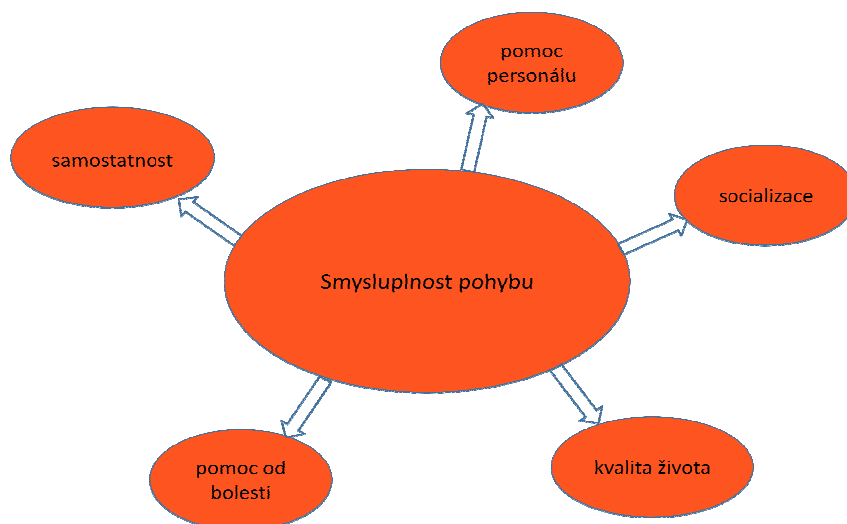 pomoc
personálu
samostatnost
socializace
Smysluplnost pohybu
pomoc od
bolesti
kvalita života